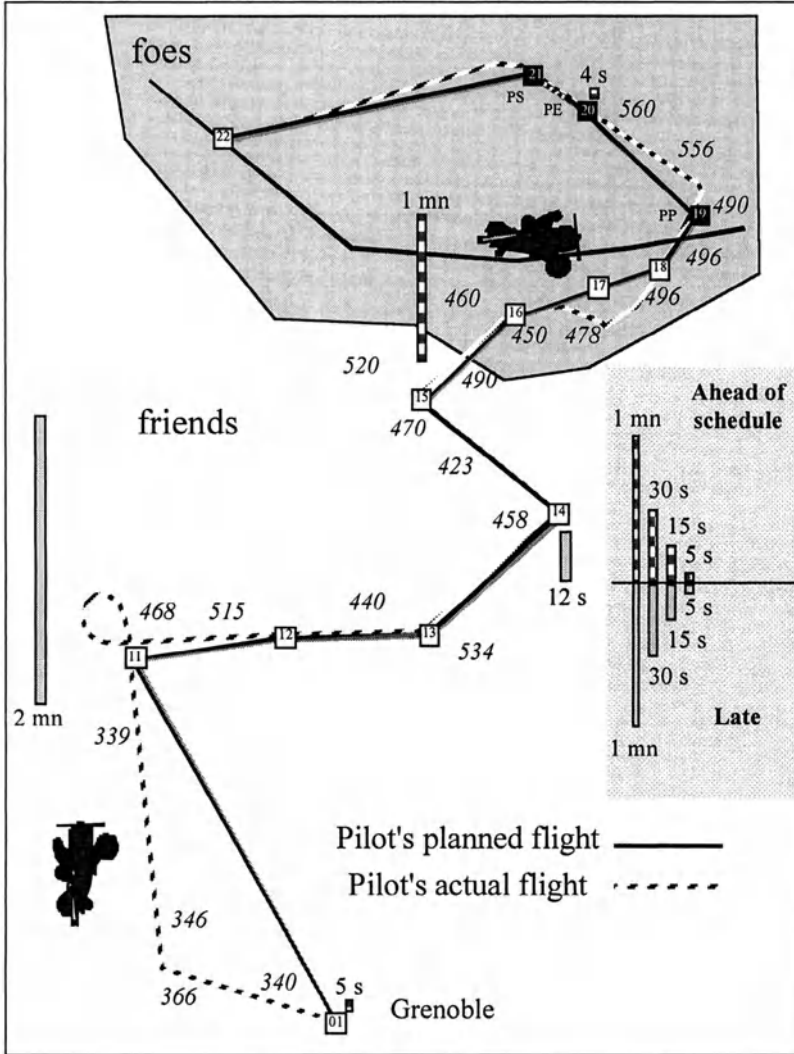 foes
21
4 s
PS
PE
20
560
22
556
1 mn
PP
19
490
496
18
460
17
496
16
450
478
520
490
15
470
friends
423
458
14
12 s
468
515
440
11
12
13
534
2 mn
339
346
366
340
5 s
01
Grenoble
Pilot's planned flight
Pilot's actual flight
Ahead of
schedule
1 mn
30 s
15 s
5 s
5 s
15 s
30 s
Late
1 mn